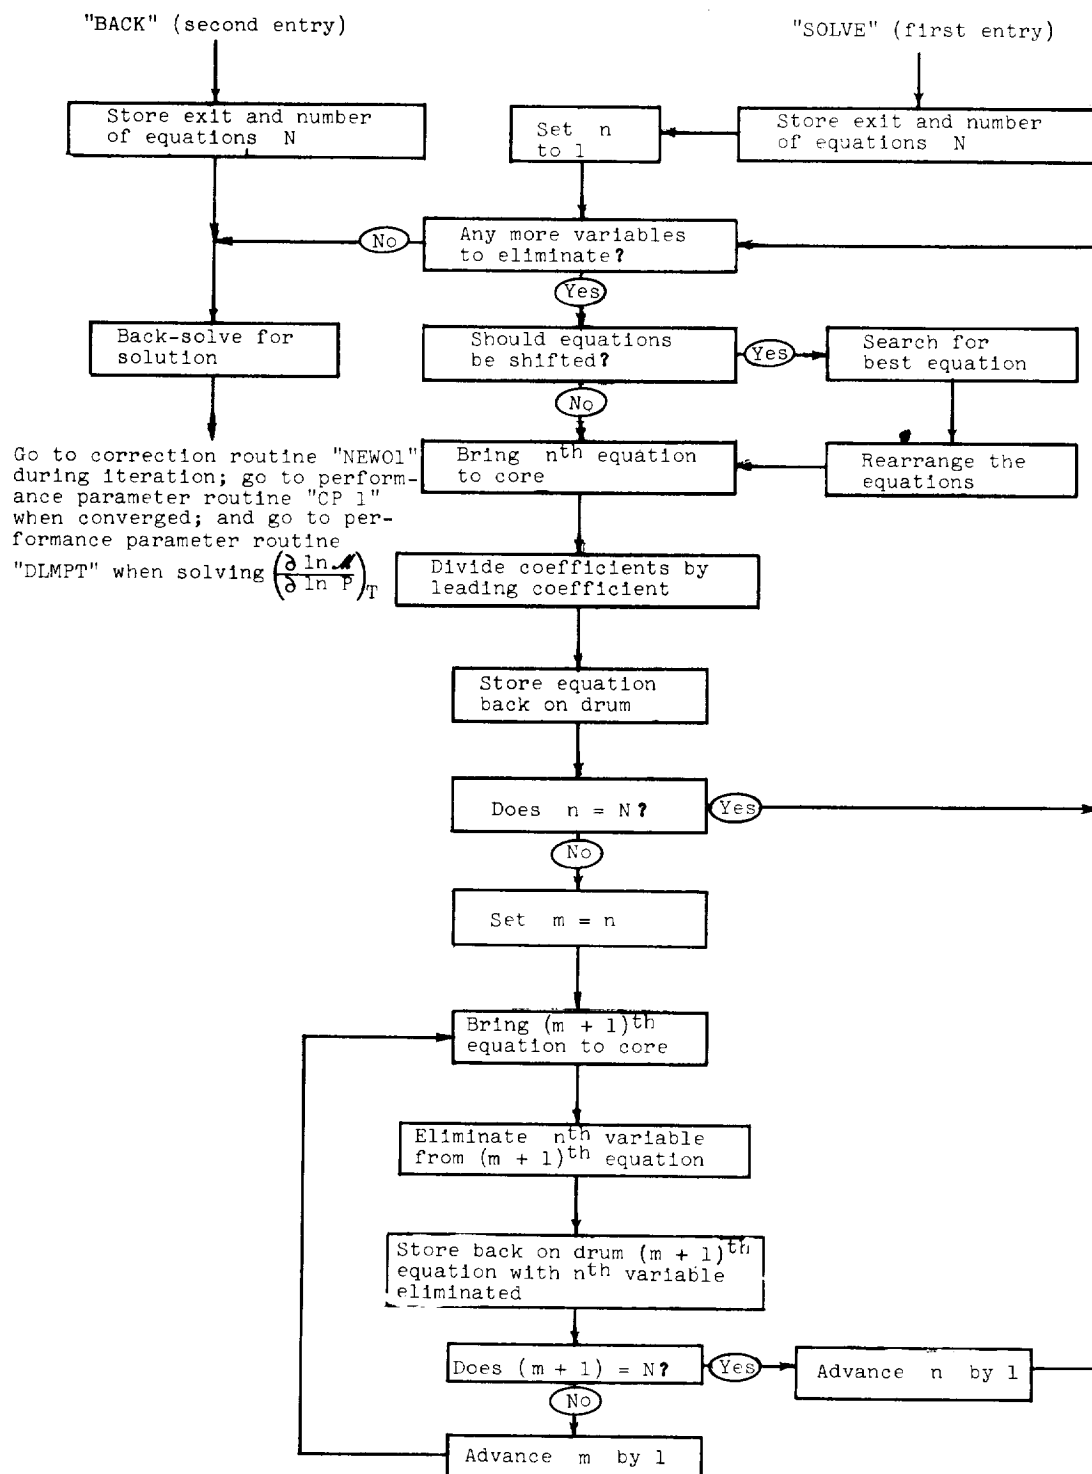 "BACK" (second entry)
"SOLVE" (first entry)
Store exit and number
of equations N
Set n
to 1
Store exit and number
of equations N
No
Any more variables
to eliminate?
Yes
Back-solve for
solution
Should equations
be shifted?
Yes
Search for
best equation
No
Go to correction routine "NEWO1"
during iteration; go to perform-
ance parameter routine "CP 1"
when converged; and go to per-
formance parameter routine
"DLMPT" when solving (∂ ln ℳ / ∂ ln P)T
Bring nth equation
to core
Rearrange the
equations
Divide coefficients by
leading coefficient
Store equation
back on drum
Does n = N?
Yes
No
Set m = n
Bring (m + 1)th
equation to core
Eliminate nth variable
from (m + 1)th equation
Store back on drum (m + 1)th
equation with nth variable
eliminated
Does (m + 1) = N?
Yes
Advance n by 1
No
Advance m by 1